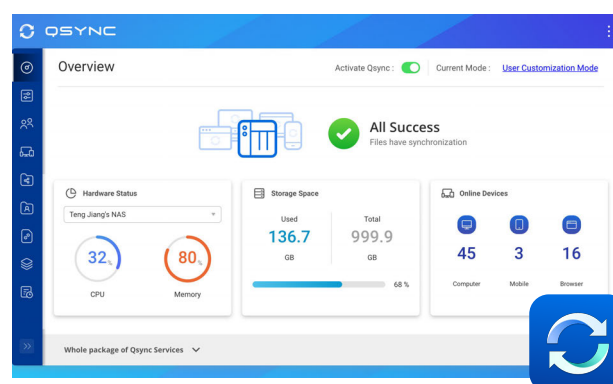 QSYNC
Overview
Activate Qsync :
Current Mode :
User Customization Mode
All Success
Files have synchronization
Hardware Status
Teng Jiang's NAS
32%
CPU
80%
Memory
Storage Space
Used
136.7
GB
Total
999.9
GB
68 %
Online Devices
45
Computer
3
Mobile
16
Browser
Whole package of Qsync Services